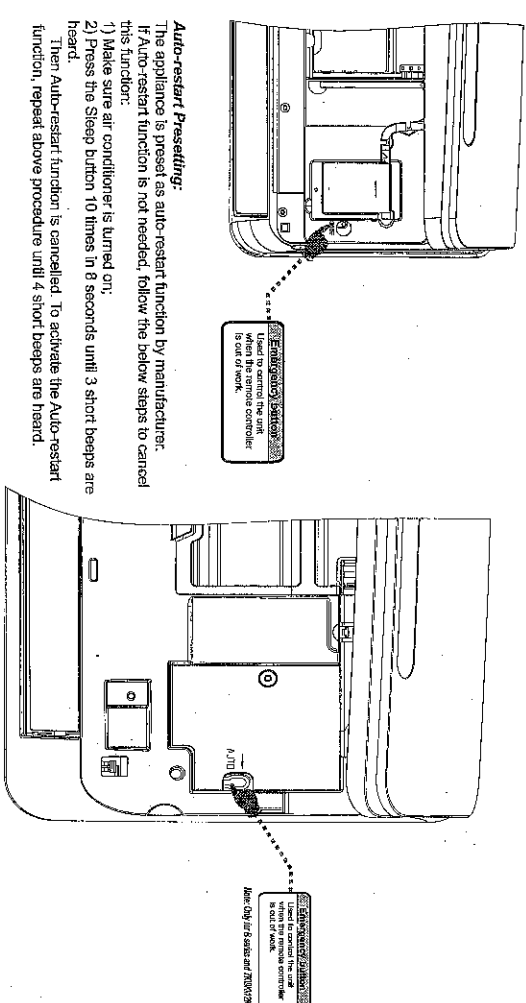 Auto-restart Presetting:
The appliance is preset as auto-restart function by manufacturer.
If Auto-restart function is not needed, follow the below steps to cancel
this function:
1) Make sure air conditioner is turned on;
2) Press the Sleep button 10 times in 8 seconds until 3 short beeps are
heard.
Then Auto-restart function is cancelled. To activate the Auto-restart
function, repeat above procedure until 4 short beeps are heard.
Emergency button
Used to control the unit
when the remote controller
is out of work.
AUTO
Emergency button
Used to control the unit
when the remote controller
is out of work.
Note: Only for B series and